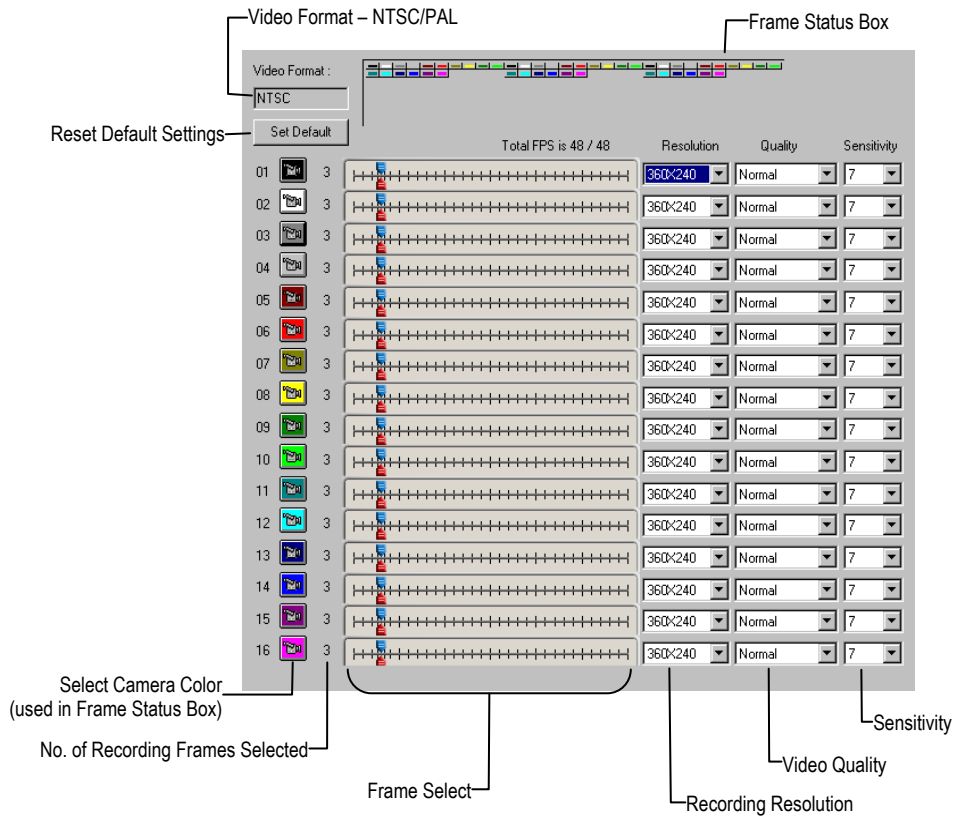 Video Format – NTSC/PAL
Frame Status Box
Video Format :
NTSC
Reset Default Settings
Set Default
Total FPS is 48 / 48 Resolution Quality Sensitivity
01 3 360X240 Normal 7
02 3 360X240 Normal 7
03 3 360X240 Normal 7
04 3 360X240 Normal 7
05 3 360X240 Normal 7
06 3 360X240 Normal 7
07 3 360X240 Normal 7
08 3 360X240 Normal 7
09 3 360X240 Normal 7
10 3 360X240 Normal 7
11 3 360X240 Normal 7
12 3 360X240 Normal 7
13 3 360X240 Normal 7
14 3 360X240 Normal 7
15 3 360X240 Normal 7
16 3 360X240 Normal 7
Select Camera Color
(used in Frame Status Box)
Sensitivity
No. of Recording Frames Selected
Video Quality
Frame Select
Recording Resolution